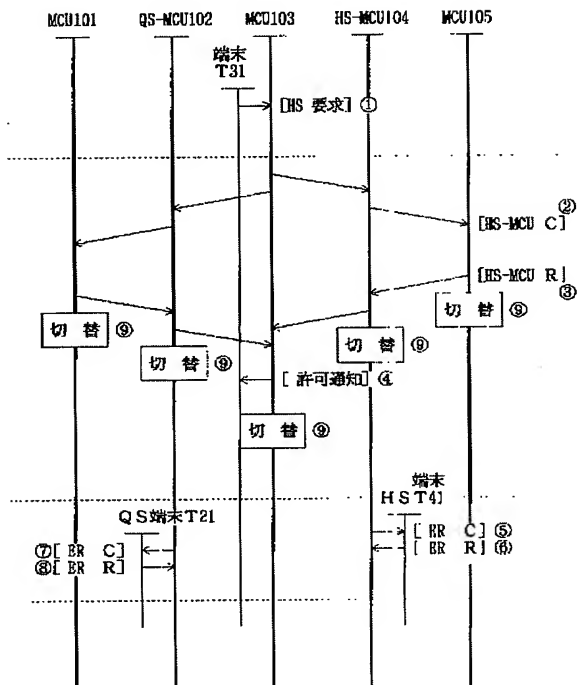 MCU101 QS-MCU102 MCU103 HS-MCU104 MCU105
端末
T31
[HS 要求] ①
②
[HS-MCU C]
[HS-MCU R]
③
切 替 ⑨
切 替 ⑨
切 替 ⑨
切 替 ⑨
[ 許可通知] ④
切 替 ⑨
端末
HST41
QS端末T21
[ BR C] ⑤
⑦[ BR C]
[ BR R] ⑥
⑧[ BR R]